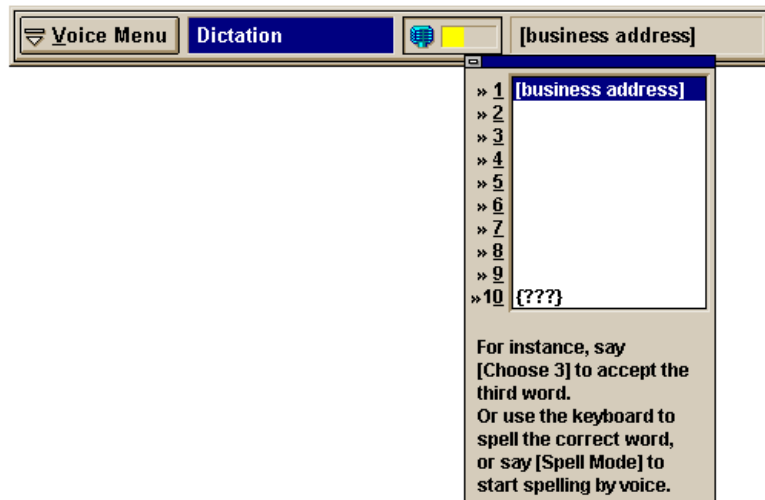 Voice Menu Dictation [business address]
» 1 [business address]
» 2
» 3
» 4
» 5
» 6
» 7
» 8
» 9
»10 {???}
For instance, say
[Choose 3] to accept the
third word.
Or use the keyboard to
spell the correct word,
or say [Spell Mode] to
start spelling by voice.